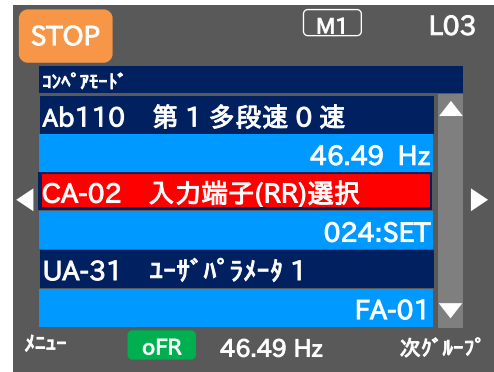 STOP M1 L03
ｺﾝﾍﾟｱﾓｰﾄﾞ
Ab110 第1多段速0速
46.49 Hz
CA-02 入力端子(RR)選択
024:SET
UA-31 ﾕｰｻﾞﾊﾟﾗﾒｰﾀ1
FA-01
ﾒﾆｭｰ oFR 46.49 Hz 次ｸﾞﾙｰﾌﾟ